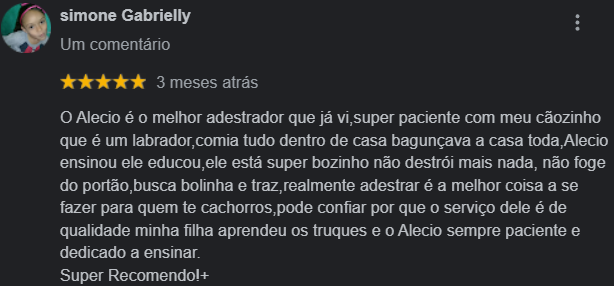 simone Gabrielly
Um comentário
3 meses atrás
O Alecio é o melhor adestrador que já vi,super paciente com meu cãozinho
que é um labrador,comia tudo dentro de casa bagunçava a casa toda,Alecio
ensinou ele educou,ele está super bozinho não destrói mais nada, não foge
do portão,busca bolinha e traz,realmente adestrar é a melhor coisa a se
fazer para quem te cachorros,pode confiar por que o serviço dele é de
qualidade minha filha aprendeu os truques e o Alecio sempre paciente e
dedicado a ensinar.
Super Recomendo!+